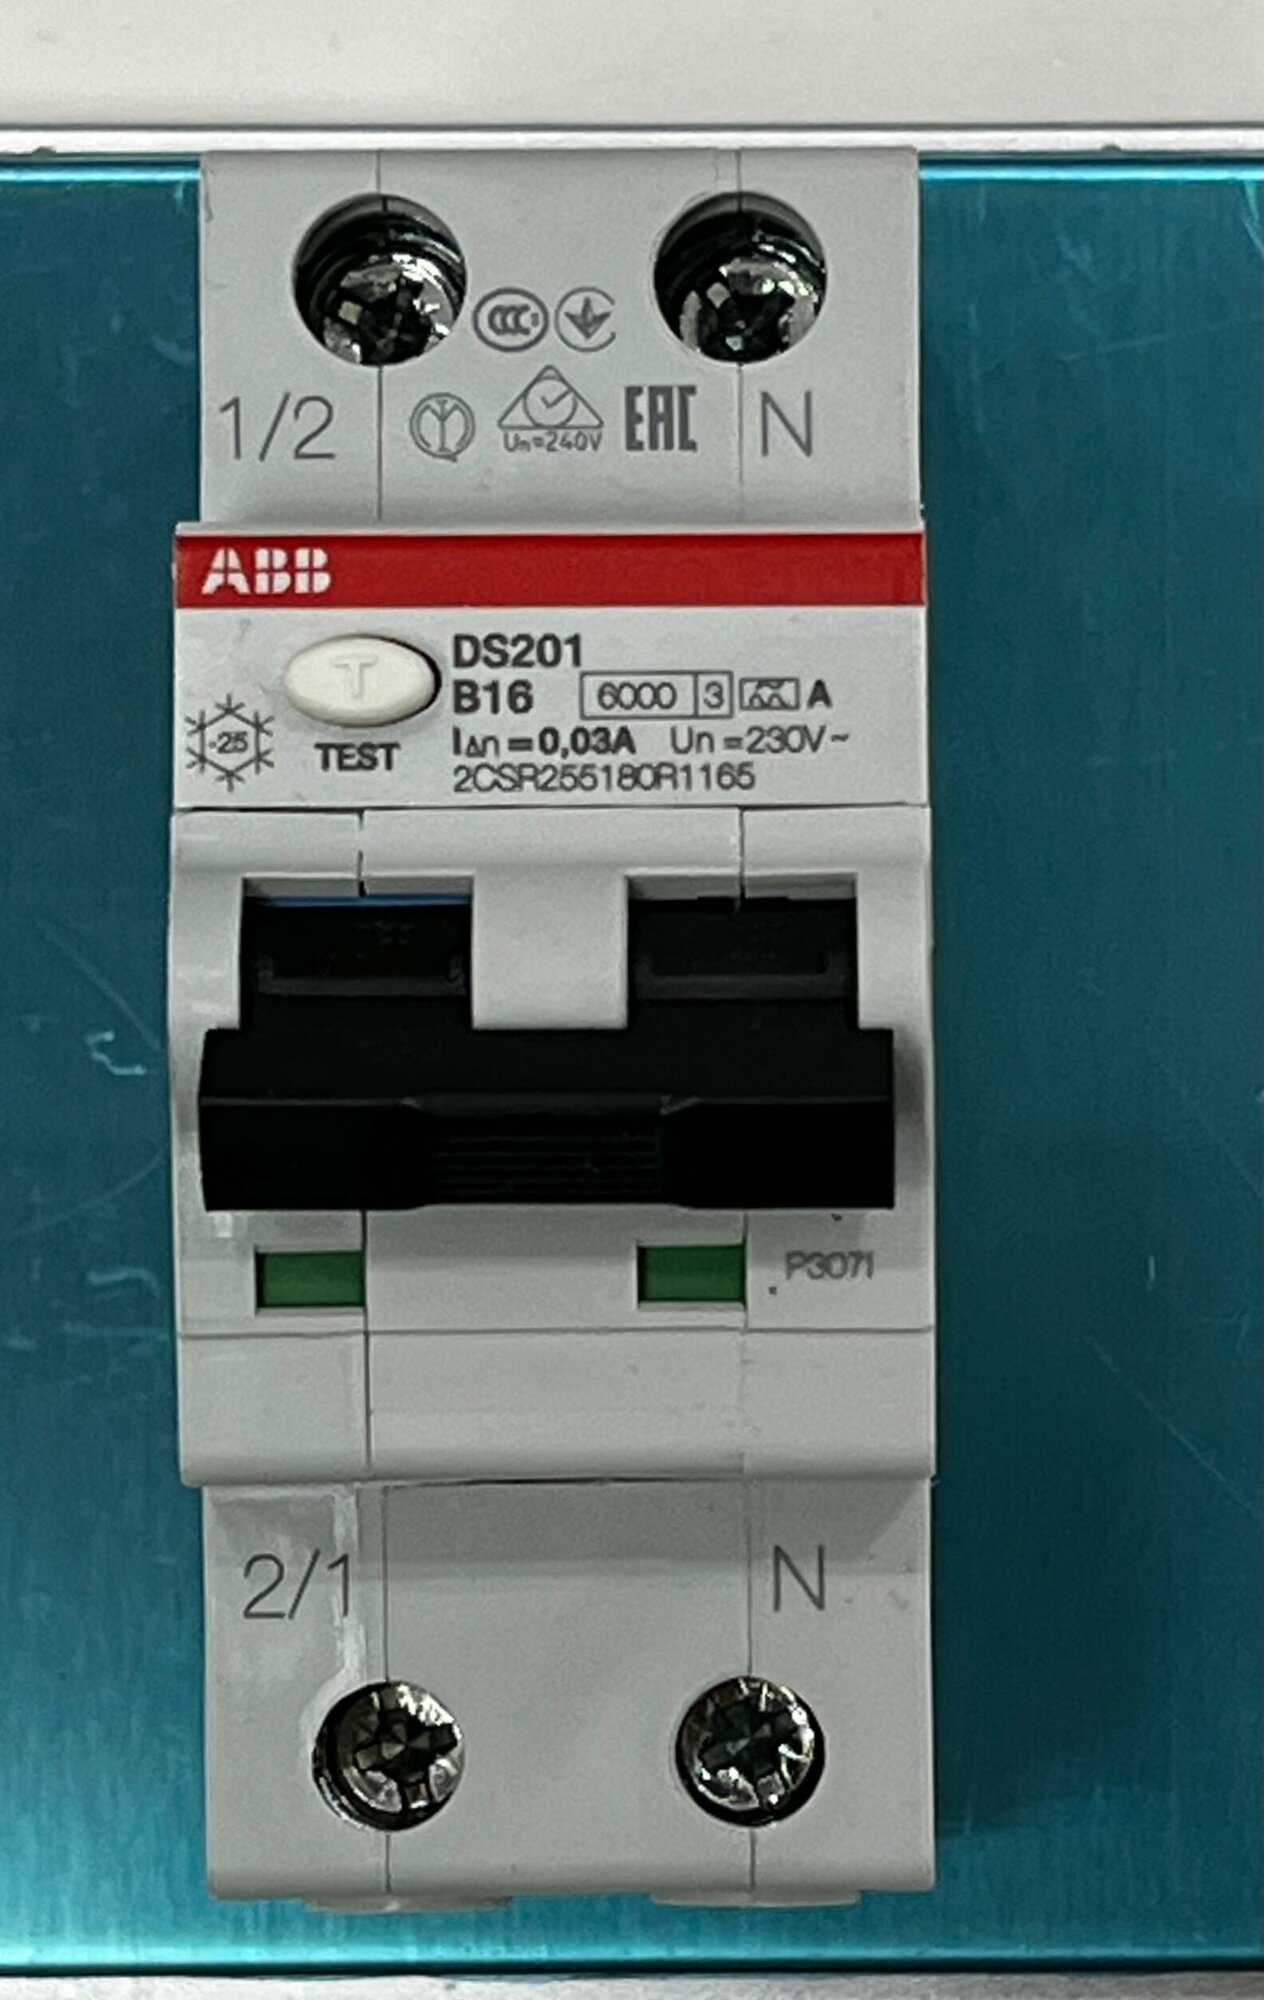 CCC
1/2
Un=240V
EAC
N
ABB
T
DS201
B16 6000 3 A
-25
TEST
I∆n=0,03A Un=230V~
2CSR255180R1165
P3071
2/1 N